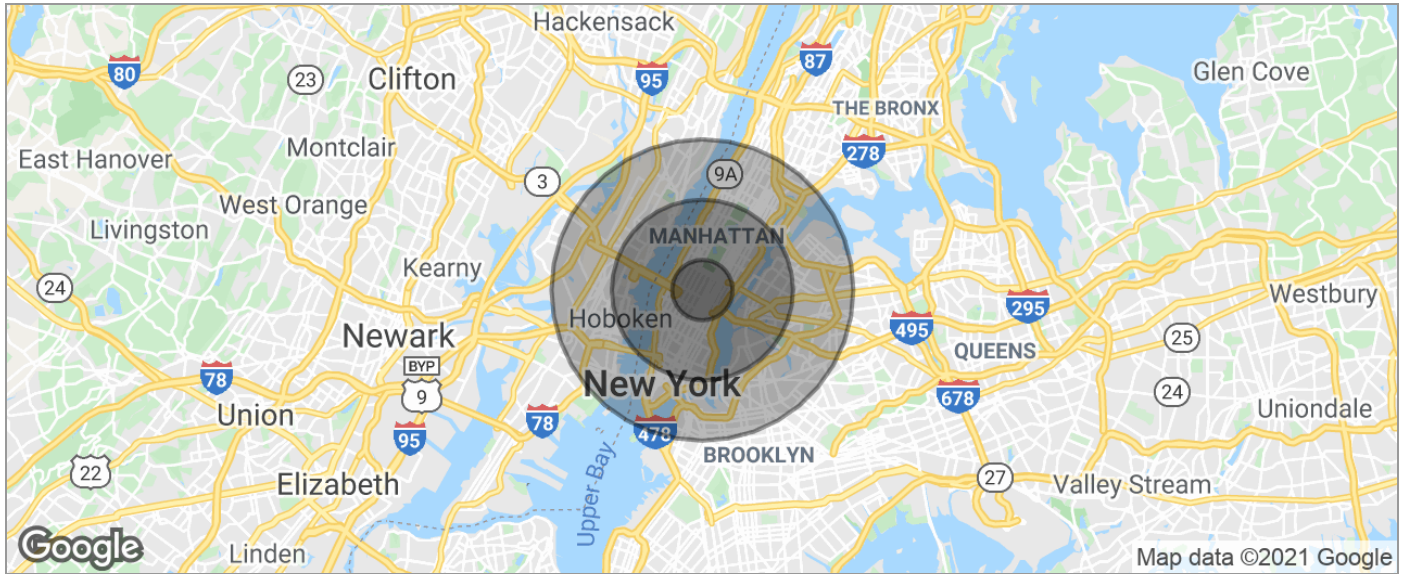 Hackensack
87
80
23
Clifton
95
Glen Cove
THE BRONX
East Hanover
Montclair
278
3
9A
West Orange
Livingston
MANHATTAN
Kearny
24
Westbury
295
Hoboken
495
Newark
25
QUEENS
BYP
78
New York
9
678
24
Union
78
478
Uniondale
95
BROOKLYN
22
27
Elizabeth
Valley Stream
Upper Bay
Google
Linden
Map data ©2021 Google